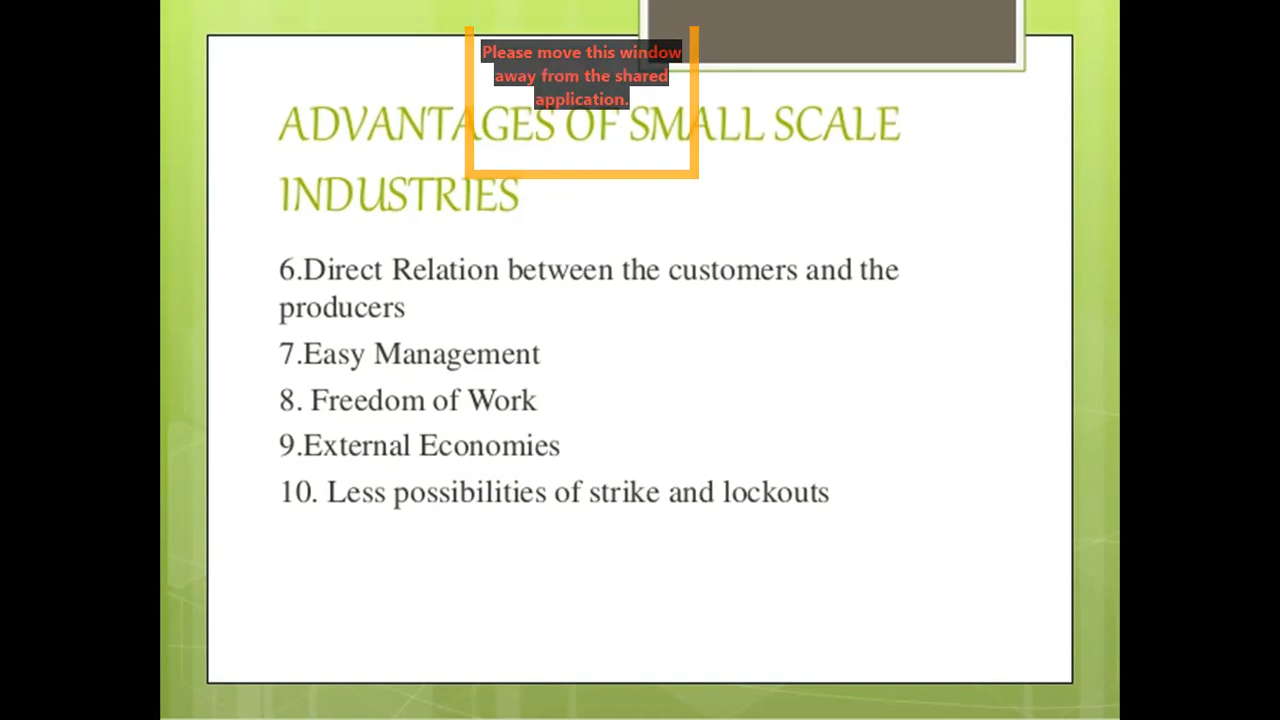 Please move this window
away from the shared
application.
ADVANTAGES OF SMALL SCALE
INDUSTRIES
6.Direct Relation between the customers and the
producers
7.Easy Management
8. Freedom of Work
9.External Economies
10. Less possibilities of strike and lockouts